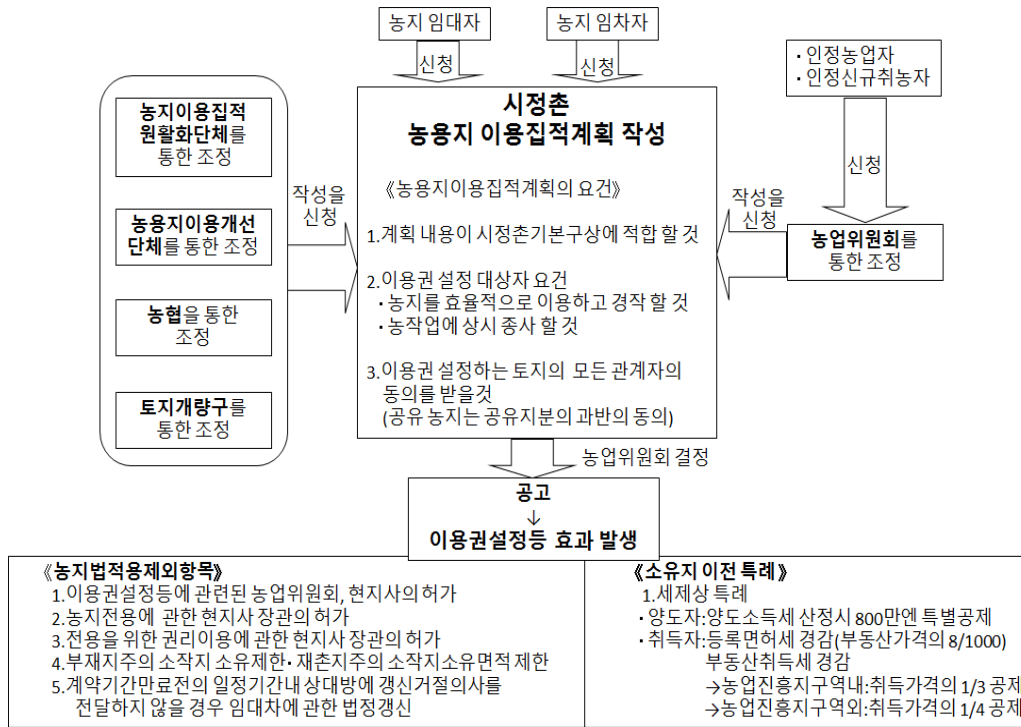 농지 임대자
농지 임차자
신청
신청
· 인정농업자
· 인정신규취농자
농지이용집적
원활화단체를
통한 조정
농용지이용개선
단체를 통한 조정
농협을 통한
조정
토지개량구를
통한 조정
작성을
신청
시정촌
농용지 이용집적계획 작성
《농용지이용집적계획의 요건》
1.계획 내용이 시정촌기본구상에 적합 할 것
2.이용권 설정 대상자 요건
· 농지를 효율적으로 이용하고 경작 할 것
· 농작업에 상시 종사 할 것
3.이용권 설정하는 토지의 모든 관계자의
동의를 받을것
(공유 농지는 공유지분의 과반의 동의)
신청
작성을
신청
농업위원회를
통한 조정
농업위원회 결정
공고
↓
이용권설정등 효과 발생
《농지법적용제외항목》
1.이용권설정등에 관련된 농업위원회, 현지사의 허가
2.농지전용에 관한 현지사 장관의 허가
3.전용을 위한 권리이용에 관한 현지사 장관의 허가
4.부재지주의 소작지 소유제한· 재촌지주의 소작지소유면적 제한
5.계약기간만료전의 일정기간내 상대방에 갱신거절의사를
전달하지 않을 경우 임대차에 관한 법정갱신
《소유지 이전 특례》
1.세제상 특례
· 양도자:양도소득세 산정시 800만엔 특별공제
· 취득자:등록면허세 경감(부동산가격의 8/1000)
부동산취득세 경감
→농업진흥지구역내:취득가격의 1/3 공제
→농업진흥지구역외:취득가격의 1/4 공제